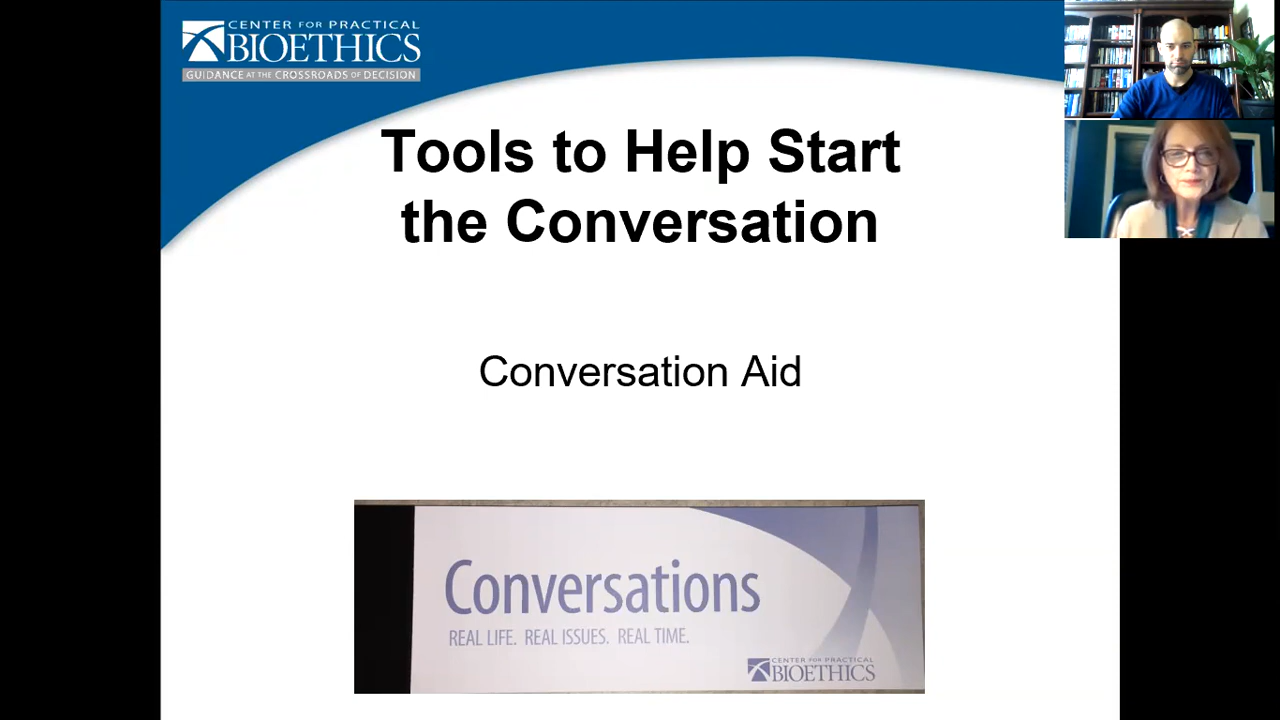 CENTER FOR PRACTICAL
BIOETHICS
GUIDANCE AT THE CROSSROADS OF DECISION
Tools to Help Start
the Conversation
Conversation Aid
Conversations
REAL LIFE. REAL ISSUES. REAL TIME.
CENTER FOR PRACTICAL
BIOETHICS